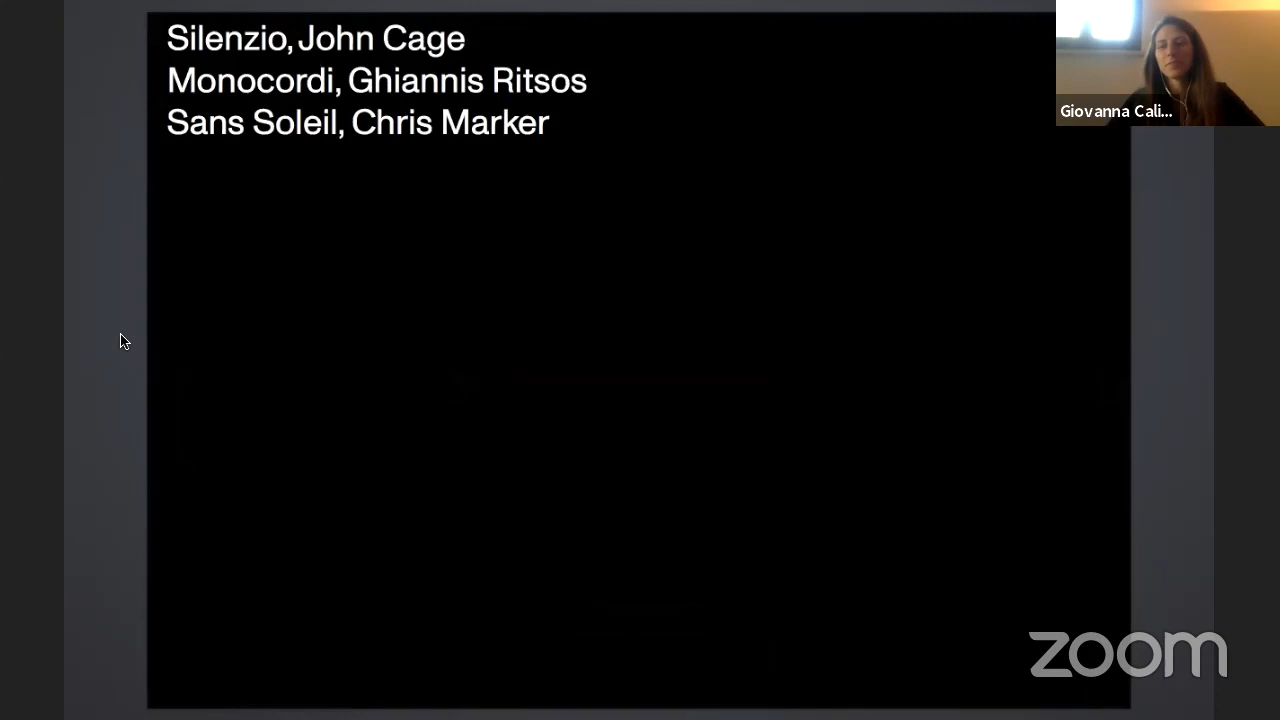 Silenzio, John Cage
Monocordi, Ghiannis Ritsos
Sans Soleil, Chris Marker
Giovanna Cali...
zoom